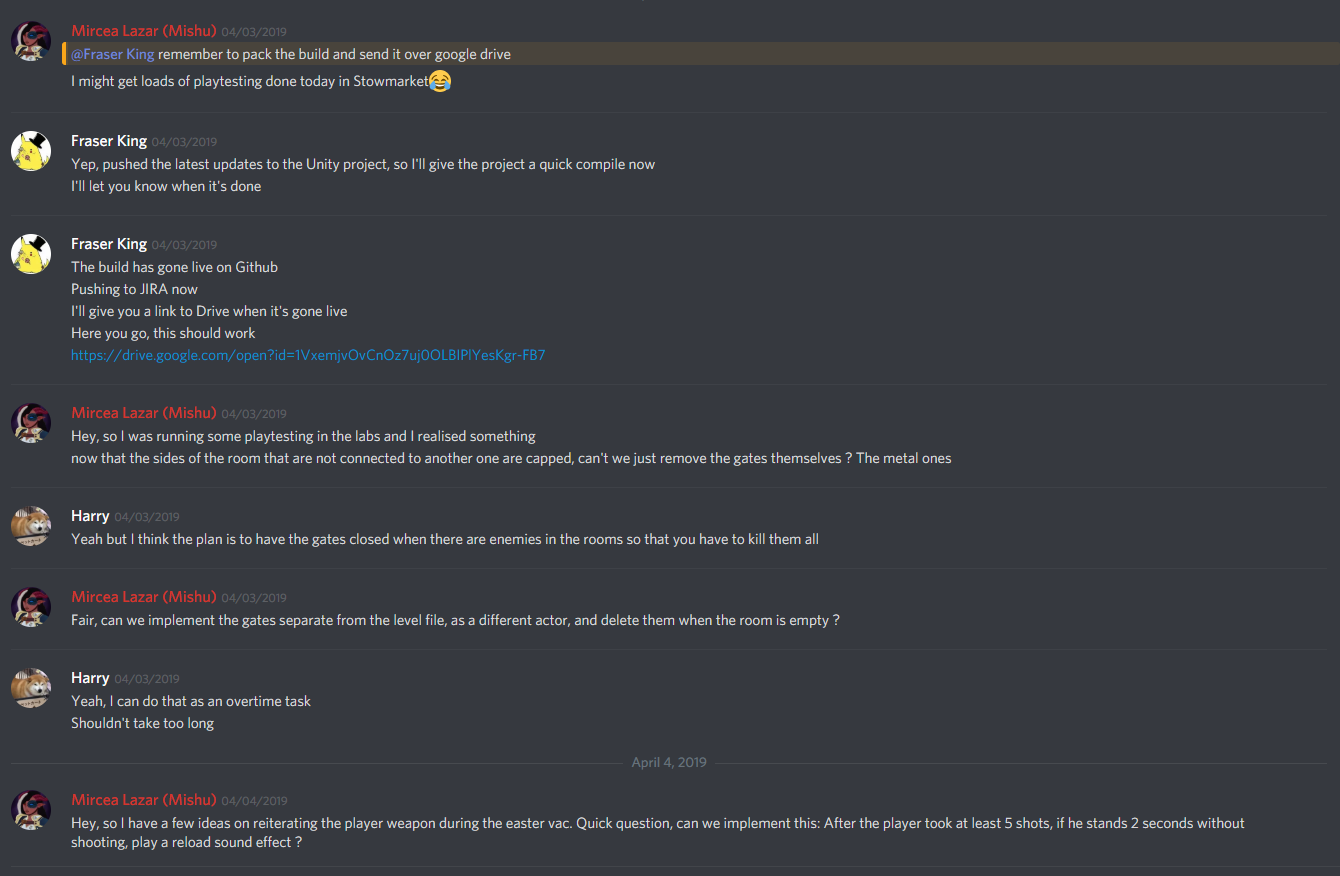 Mircea Lazar (Mishu) 04/03/2019
@Fraser King remember to pack the build and send it over google drive
I might get loads of playtesting done today in Stowmarket😂
Fraser King 04/03/2019
Yep, pushed the latest updates to the Unity project, so I'll give the project a quick compile now
I'll let you know when it's done
Fraser King 04/03/2019
The build has gone live on Github
Pushing to JIRA now
I'll give you a link to Drive when it's gone live
Here you go, this should work
https://drive.google.com/open?id=1VxemjvOvCnOz7uj0OLBIPlYesKgr-FB7
Mircea Lazar (Mishu) 04/03/2019
Hey, so I was running some playtesting in the labs and I realised something
now that the sides of the room that are not connected to another one are capped, can't we just remove the gates themselves ? The metal ones
Harry 04/03/2019
Yeah but I think the plan is to have the gates closed when there are enemies in the rooms so that you have to kill them all
Mircea Lazar (Mishu) 04/03/2019
Fair, can we implement the gates separate from the level file, as a different actor, and delete them when the room is empty ?
Harry 04/03/2019
Yeah, I can do that as an overtime task
Shouldn't take too long
April 4, 2019
Mircea Lazar (Mishu) 04/04/2019
Hey, so I have a few ideas on reiterating the player weapon during the easter vac. Quick question, can we implement this: After the player took at least 5 shots, if he stands 2 seconds without
shooting, play a reload sound effect ?